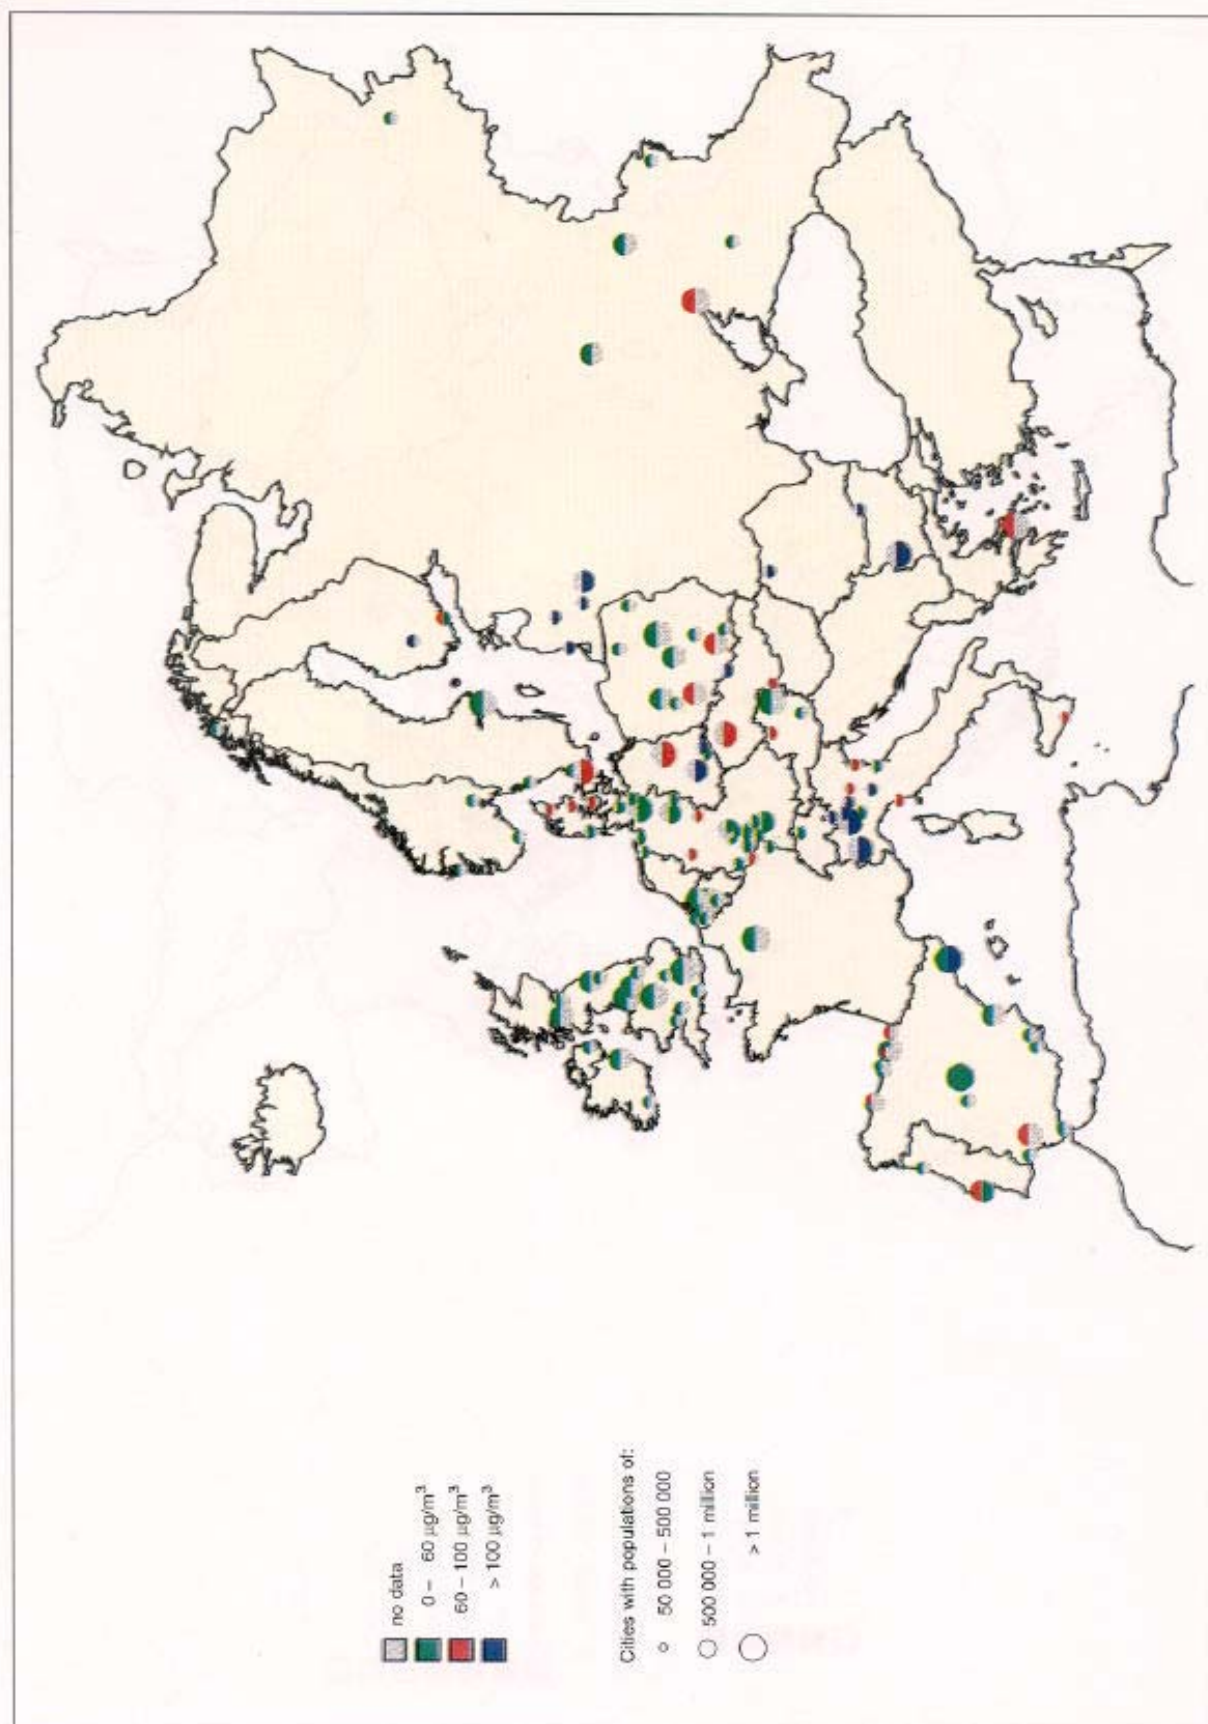 no data
0 – 60 µg/m³
60 – 100 µg/m³
> 100 µg/m³
Cities with populations of:
50 000 – 500 000
500 000 – 1 million
> 1 million